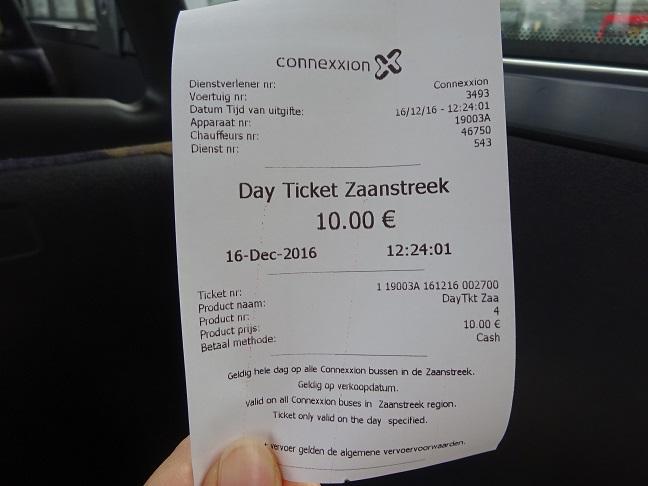 connexxion
Dienstverlener nr: Connexxion
Voertuig nr: 3493
Datum Tijd van uitgifte: 16/12/16 - 12:24:01
Apparaat nr: 19003A
Chauffeurs nr: 46750
Dienst nr: 543
Day Ticket Zaanstreek
10.00 €
16-Dec-2016 12:24:01
Ticket nr: 1 19003A 161216 002700
Product naam: DayTkt Zaa
Product nr: 4
Product prijs: 10.00 €
Betaal methode: Cash
Geldig hele dag op alle Connexxion bussen in de Zaanstreek.
Geldig op verkoopdatum.
Valid on all Connexxion buses in Zaanstreek region.
Ticket only valid on the day specified.
vervoer gelden de algemene vervoervoorwaarden.